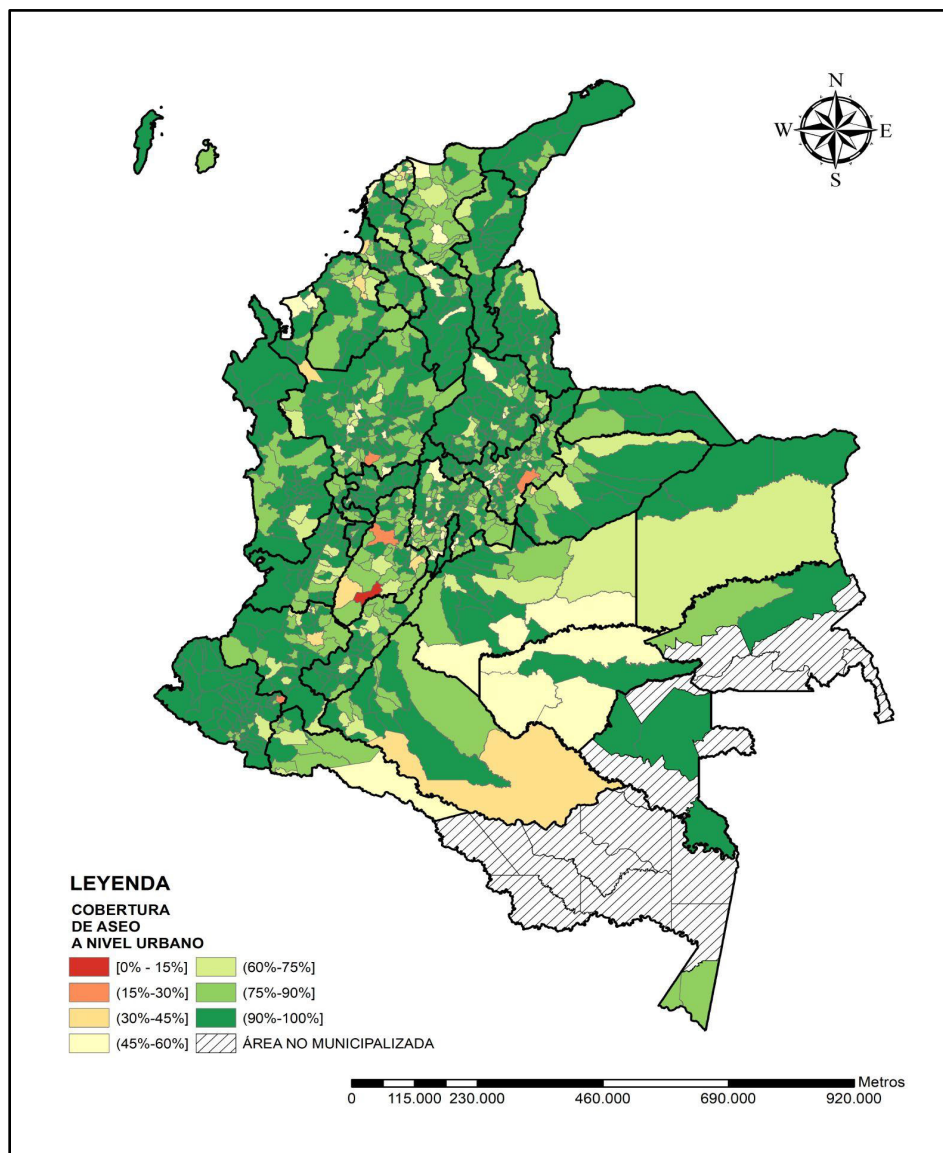 N
W E
S
LEYENDA
COBERTURA
DE ASEO
A NIVEL URBANO
[0% - 15%] (60%-75%]
(15%-30%] (75%-90%]
(30%-45%] (90%-100%]
(45%-60%] ÁREA NO MUNICIPALIZADA
Metros
0 115.000 230.000 460.000 690.000 920.000